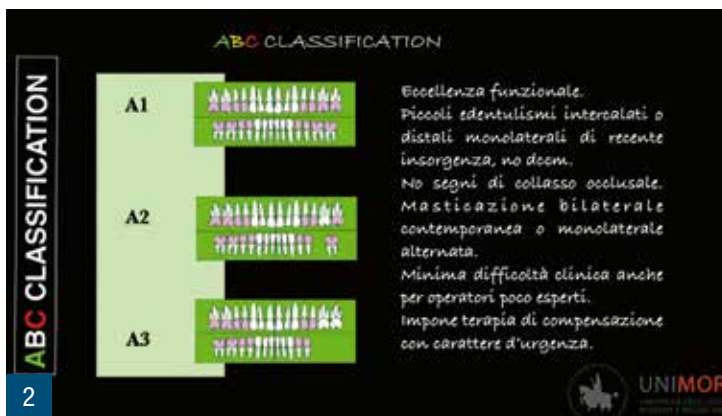 ABC CLASSIFICATION
ABC CLASSIFICATION
A1
A2
A3
Eccellenza funzionale.
Piccoli edentulismi intercalati o
distali monolaterali di recente
insorgenza, no dccm.
No segni di collasso occlusale.
Masticazione bilaterale
contemporanea o monolaterale
alternata.
Minima difficoltà clinica anche
per operatori poco esperti.
Impone terapia di compensazione
con carattere d'urgenza.
2
UNIMOR